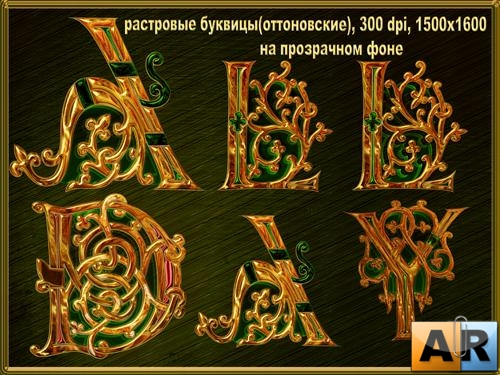 растровые буквицы(оттоновские), 300 dpi, 1500x1600
на прозрачном фоне
A L L
D A Y
AR